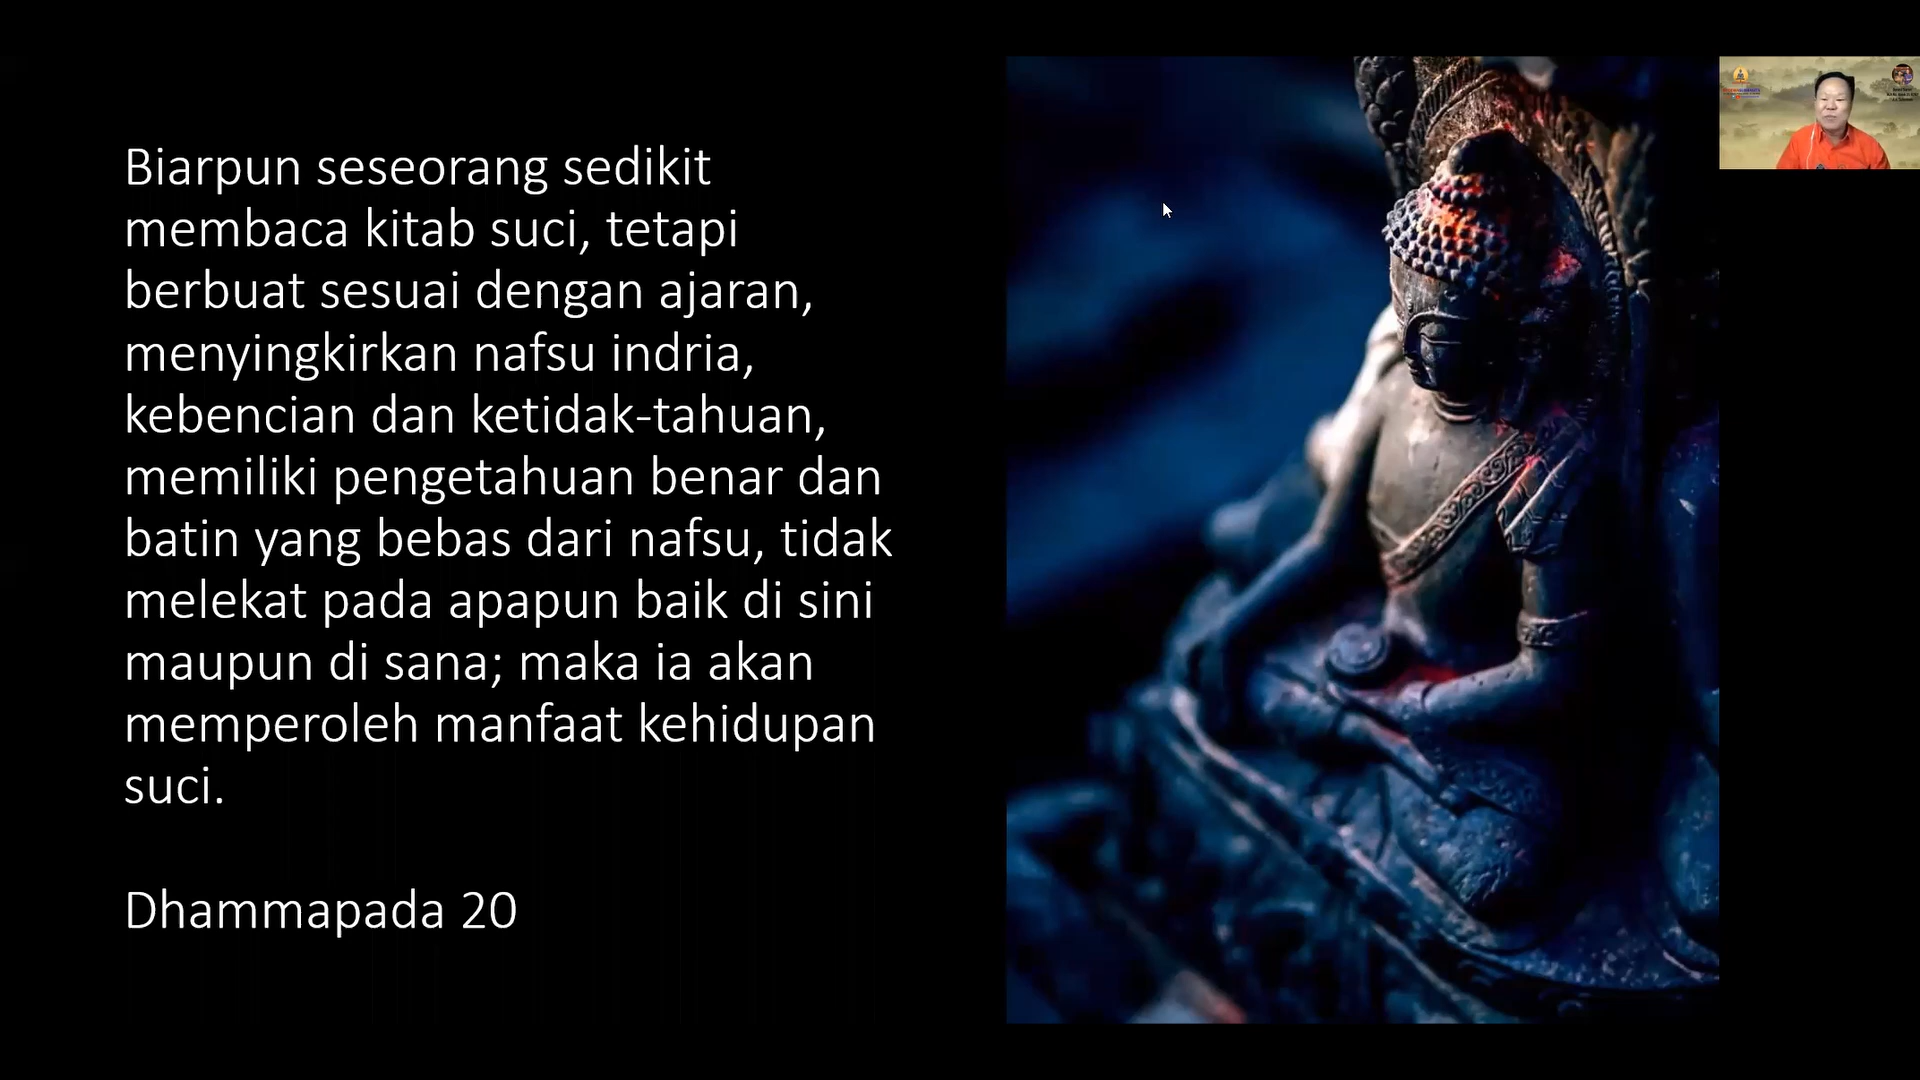 Biarpun seseorang sedikit
membaca kitab suci, tetapi
berbuat sesuai dengan ajaran,
menyingkirkan nafsu indria,
kebencian dan ketidak-tahuan,
memiliki pengetahuan benar dan
batin yang bebas dari nafsu, tidak
melekat pada apapun baik di sini
maupun di sana; maka ia akan
memperoleh manfaat kehidupan
suci.
Dhammapada 20